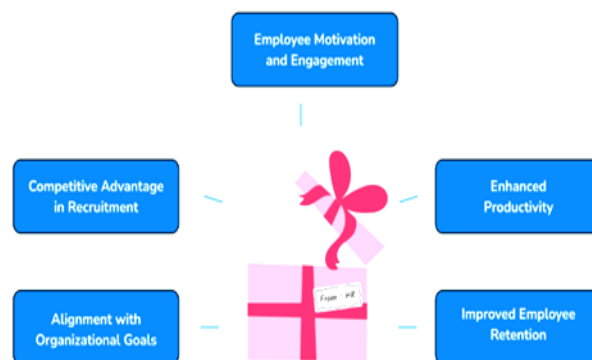 Employee Motivation
and Engagement
Competitive Advantage
in Recruitment
Enhanced
Productivity
From HR
Alignment with
Organizational Goals
Improved Employee
Retention